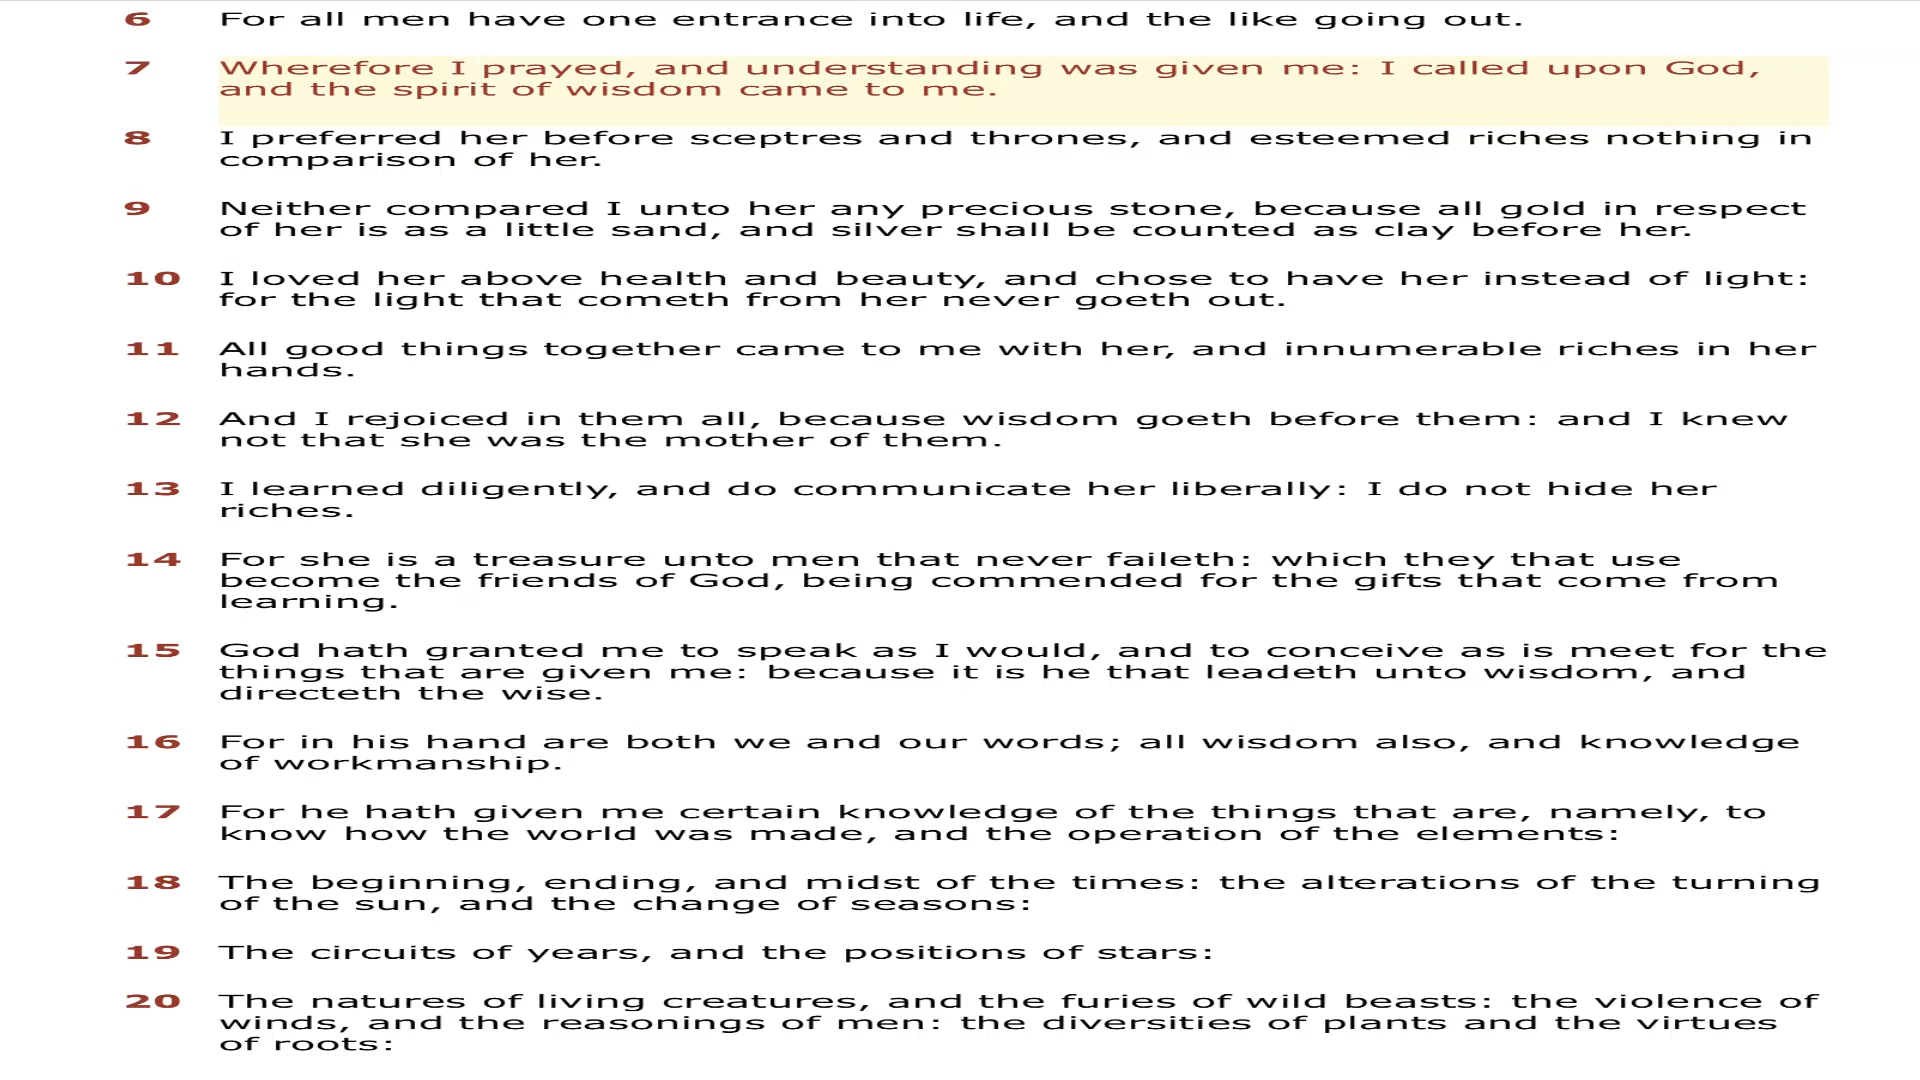 6 For all men have one entrance into life, and the like going out.
7 Wherefore I prayed, and understanding was given me: I called upon God,
and the spirit of wisdom came to me.
8 I preferred her before sceptres and thrones, and esteemed riches nothing in
comparison of her.
9 Neither compared I unto her any precious stone, because all gold in respect
of her is as a little sand, and silver shall be counted as clay before her.
10 I loved her above health and beauty, and chose to have her instead of light:
for the light that cometh from her never goeth out.
11 All good things together came to me with her, and innumerable riches in her
hands.
12 And I rejoiced in them all, because wisdom goeth before them: and I knew
not that she was the mother of them.
13 I learned diligently, and do communicate her liberally: I do not hide her
riches.
14 For she is a treasure unto men that never faileth: which they that use
become the friends of God, being commended for the gifts that come from
learning.
15 God hath granted me to speak as I would, and to conceive as is meet for the
things that are given me: because it is he that leadeth unto wisdom, and
directeth the wise.
16 For in his hand are both we and our words; all wisdom also, and knowledge
of workmanship.
17 For he hath given me certain knowledge of the things that are, namely, to
know how the world was made, and the operation of the elements:
18 The beginning, ending, and midst of the times: the alterations of the turning
of the sun, and the change of seasons:
19 The circuits of years, and the positions of stars:
20 The natures of living creatures, and the furies of wild beasts: the violence of
winds, and the reasonings of men: the diversities of plants and the virtues
of roots: